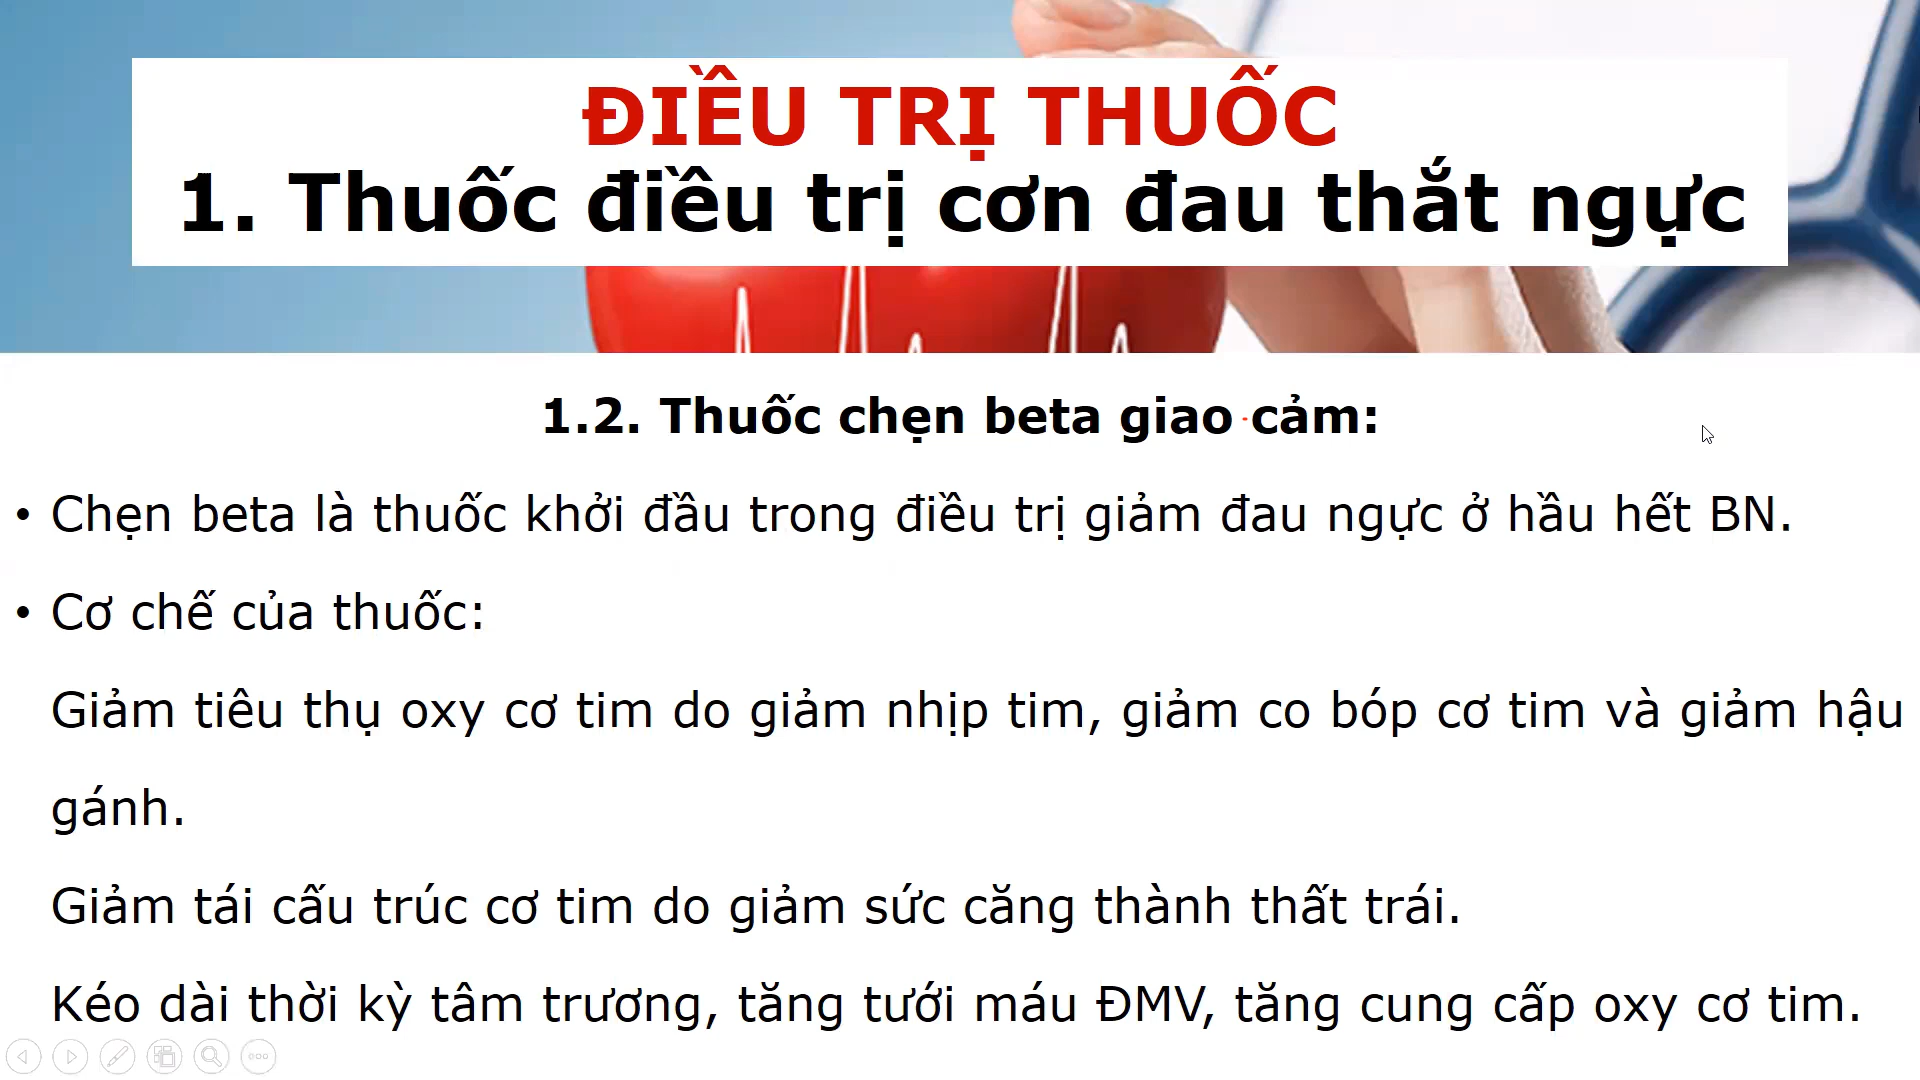 ĐIỀU TRỊ THUỐC
1. Thuốc điều trị cơn đau thắt ngực
1.2. Thuốc chẹn beta giao cảm:
• Chẹn beta là thuốc khởi đầu trong điều trị giảm đau ngực ở hầu hết BN.
• Cơ chế của thuốc:
Giảm tiêu thụ oxy cơ tim do giảm nhịp tim, giảm co bóp cơ tim và giảm hậu
gánh.
Giảm tái cấu trúc cơ tim do giảm sức căng thành thất trái.
Kéo dài thời kỳ tâm trương, tăng tưới máu ĐMV, tăng cung cấp oxy cơ tim.